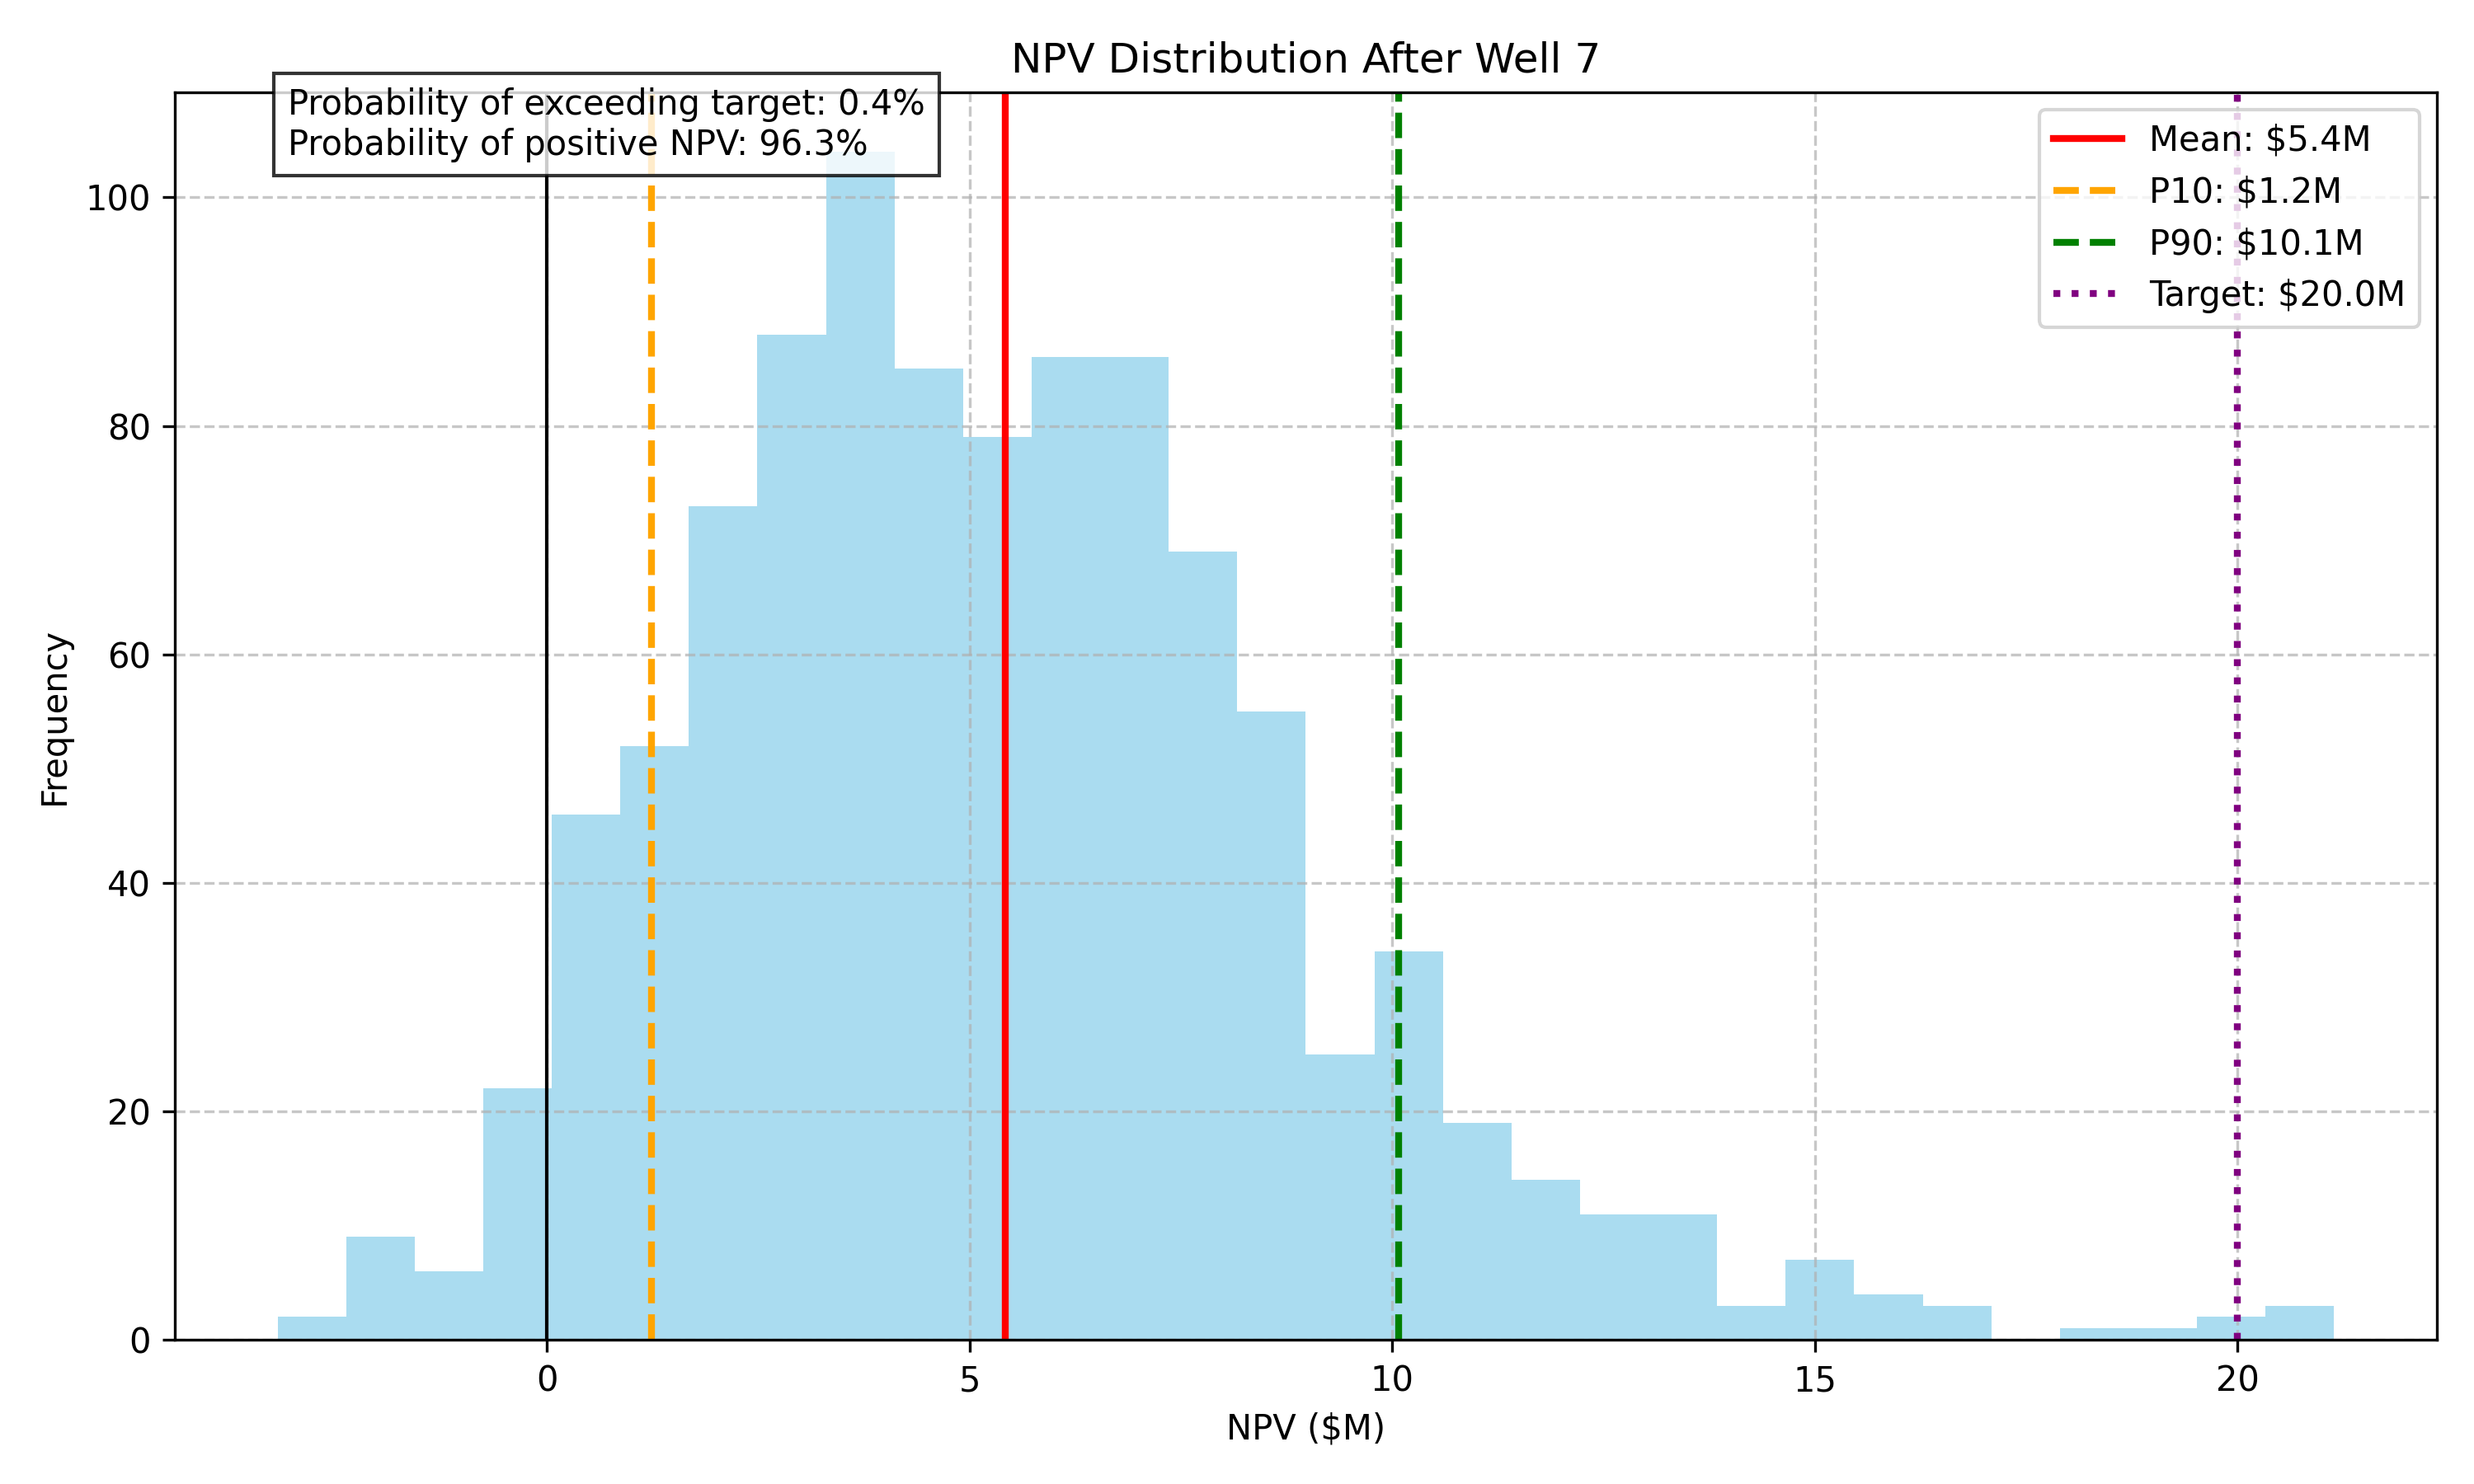 NPV Distribution After Well 7
Probability of exceeding target: 0.4%
Probability of positive NPV: 96.3%
Mean: $5.4M
P10: $1.2M
P90: $10.1M
Target: $20.0M
Frequency
100
80
60
40
20
0
0 5 10 15 20
NPV ($M)